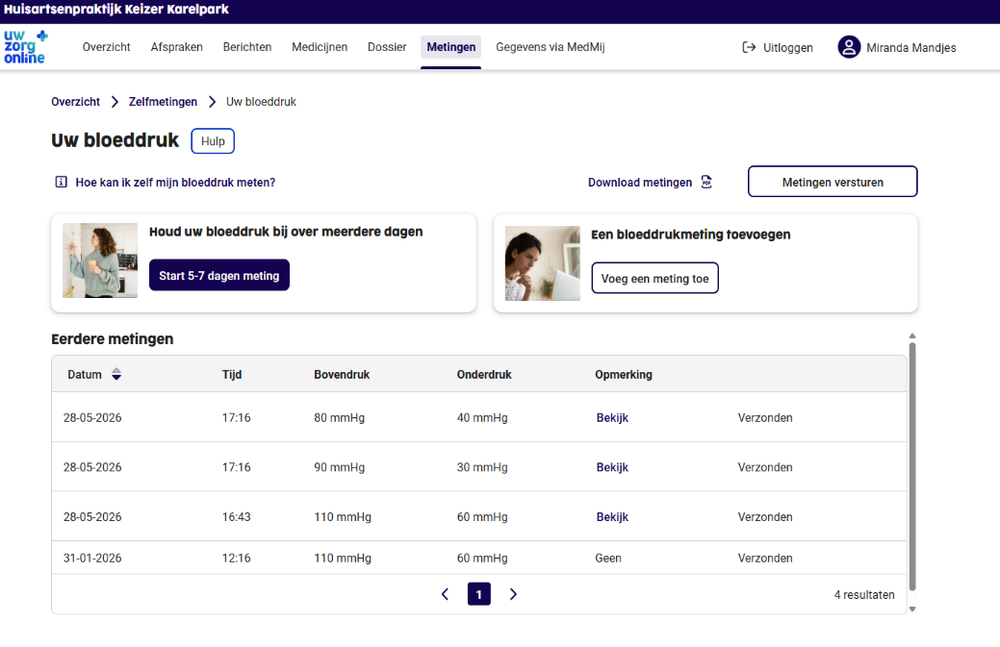 Huisartsenpraktijk Keizer Karelpark
uw zorg online
Overzicht Afspraken Berichten Medicijnen Dossier Metingen Gegevens via MedMij Uitloggen Miranda Mandjes
Overzicht Zelfmetingen Uw bloeddruk
Uw bloeddruk Hulp
Hoe kan ik zelf mijn bloeddruk meten? Download metingen PDF Metingen versturen
Houd uw bloeddruk bij over meerdere dagen
Start 5-7 dagen meting
Een bloeddrukmeting toevoegen
Voeg een meting toe
Eerdere metingen
Datum Tijd Bovendruk Onderdruk Opmerking
28-05-2026 17:16 80 mmHg 40 mmHg Bekijk Verzonden
28-05-2026 17:16 90 mmHg 30 mmHg Bekijk Verzonden
28-05-2026 16:43 110 mmHg 60 mmHg Bekijk Verzonden
31-01-2026 12:16 110 mmHg 60 mmHg Geen Verzonden
1 4 resultaten